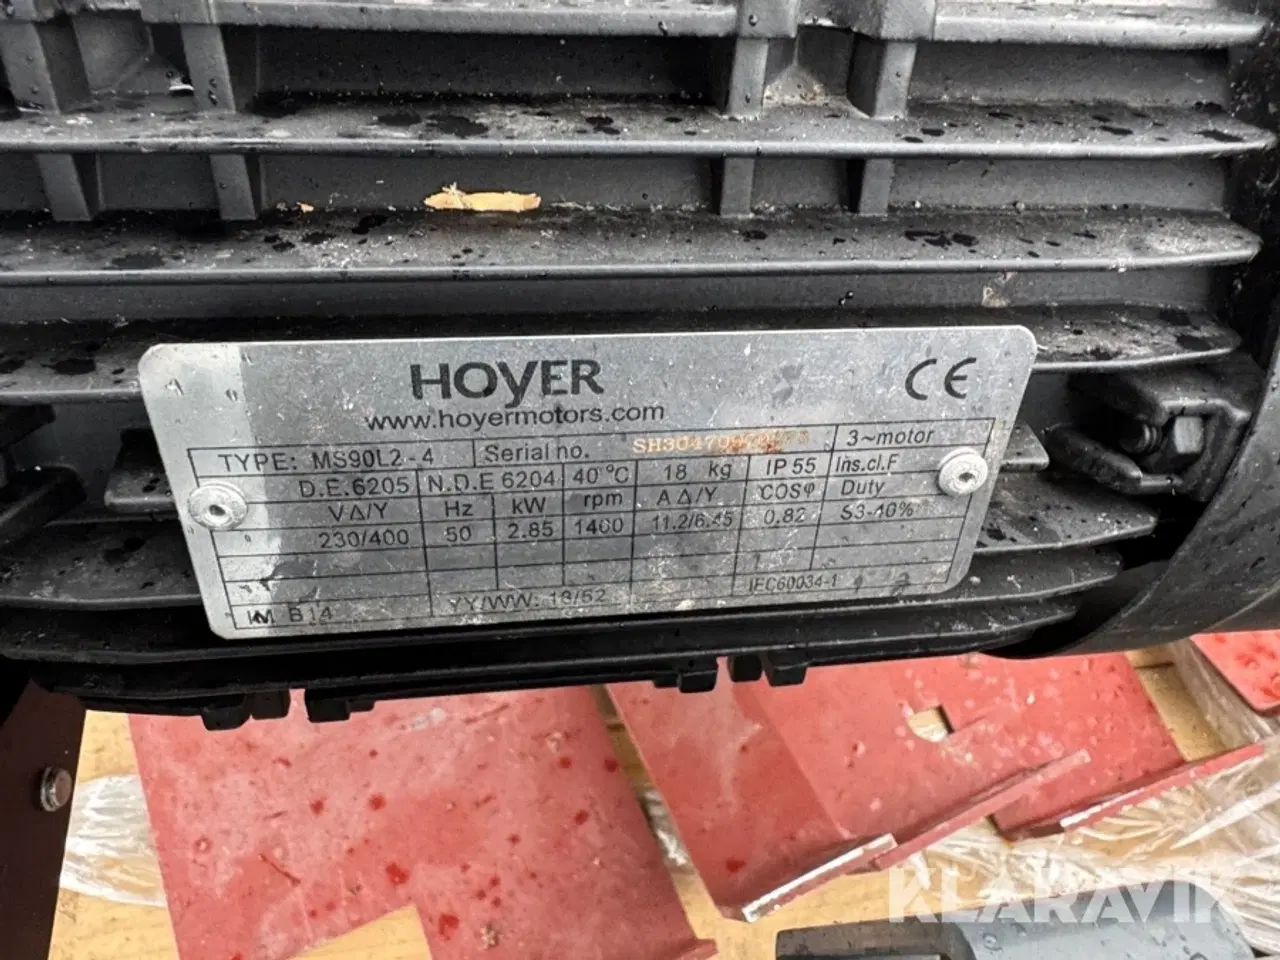 HOYER
CE
www.hoyermotors.com
TYPE: MS90L2-4 Serial no. 3~motor
D.E.6205 N.D.E 6204 40°C 18 kg IP 55 Ins.cl.F
V∆/Y Hz kW rpm A ∆/Y COSφ Duty
230/400 50 2.85 1400 11.2/6.45 0.82 S3-40%
IM B14 YY/WW: 18/52 IEC60034-1
KLARAVIK